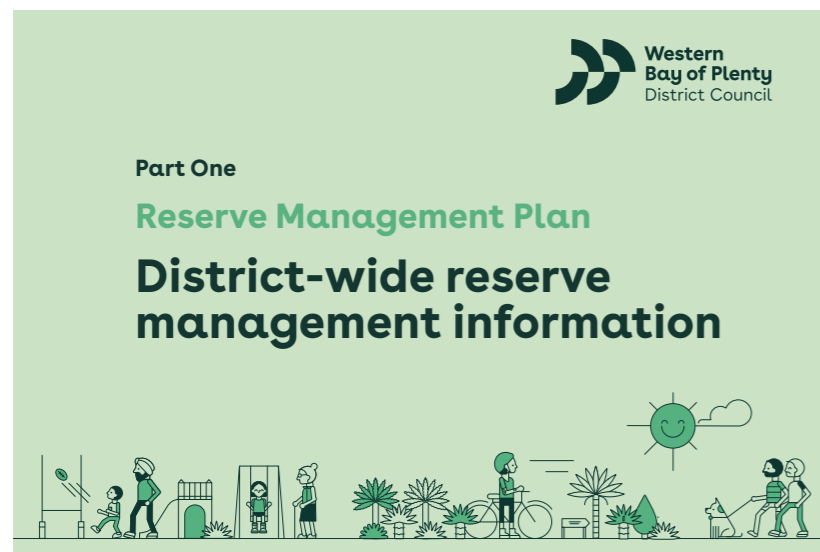 Western
Bay of Plenty
District Council
Part One
Reserve Management Plan
District-wide reserve
management information